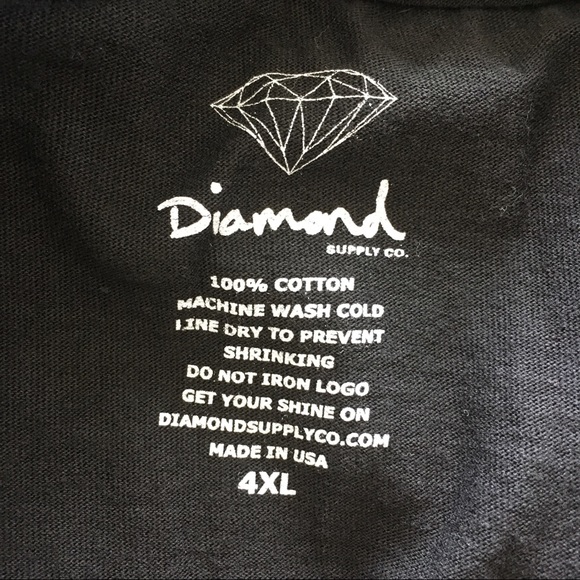 Diamond
SUPPLY CO.
100% COTTON
MACHINE WASH COLD
LINE DRY TO PREVENT
SHRINKING
DO NOT IRON LOGO
GET YOUR SHINE ON
DIAMONDSUPPLYCO.COM
MADE IN USA
4XL